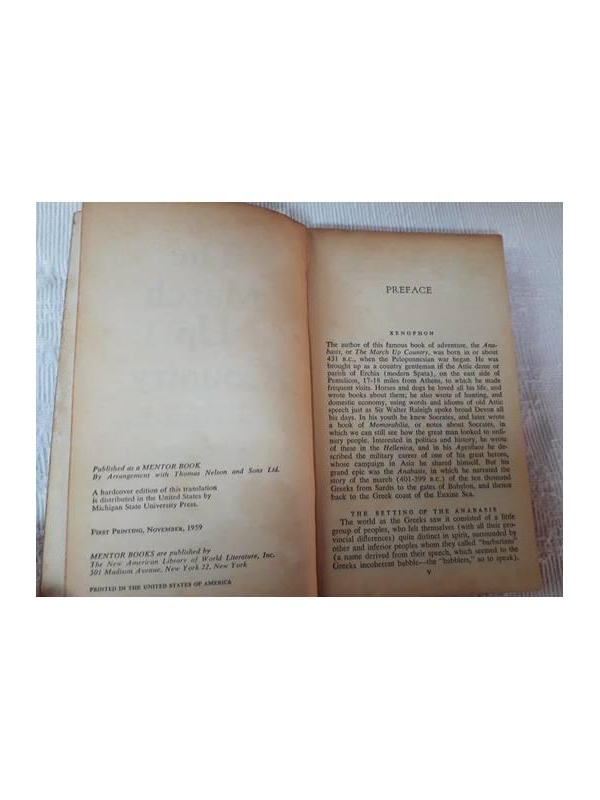 Published as a MENTOR BOOK
By Arrangement with Thomas Nelson and Sons Ltd.
A hardcover edition of this translation
is distributed in the United States by
Michigan State University Press.
FIRST PRINTING, NOVEMBER, 1959
MENTOR BOOKS are published by
The New American Library of World Literature, Inc.
501 Madison Avenue, New York 22, New York
PRINTED IN THE UNITED STATES OF AMERICA
PREFACE
XENOPHON
The author of this famous book of adventure, the Ana-
basis, or The March Up Country, was born in or about
431 B.C., when the Peloponnesian war began. He was
brought up as a country gentleman in the Attic deme or
parish of Erchia (modern Spata), on the east side of
Pentelicon, 17-18 miles from Athens, to which he made
frequent visits. Horses and dogs he loved all his life, and
wrote books about them; he also wrote of hunting, and
domestic economy, using words and idioms of old Attic
speech just as Sir Walter Raleigh spoke broad Devon all
his days. In his youth he knew Socrates, and later wrote
a book of Memorabilia, or notes about Socrates, in
which we can still see how the great man looked to ordi-
nary people. Interested in politics and history, he wrote
of these in the Hellenica, and in his Agesilaos he de-
scribed the military career of one of his great heroes,
whose campaign in Asia he shared himself. But his
grand epic was the Anabasis, in which he narrated the
story of the march (401-399 B.C.) of the ten thousand
Greeks from Sardis to the gates of Babylon, and thence
back to the Greek coast of the Euxine Sea.
THE SETTING OF THE ANABASIS
The world as the Greeks saw it consisted of a little
group of peoples, who felt themselves (with all their pro-
vincial differences) quite distinct in spirit, surrounded by
other and inferior peoples whom they called "barbarians"
(a name derived from their speech, which seemed to the
Greeks incoherent babble—the "babblers", so to speak).
V